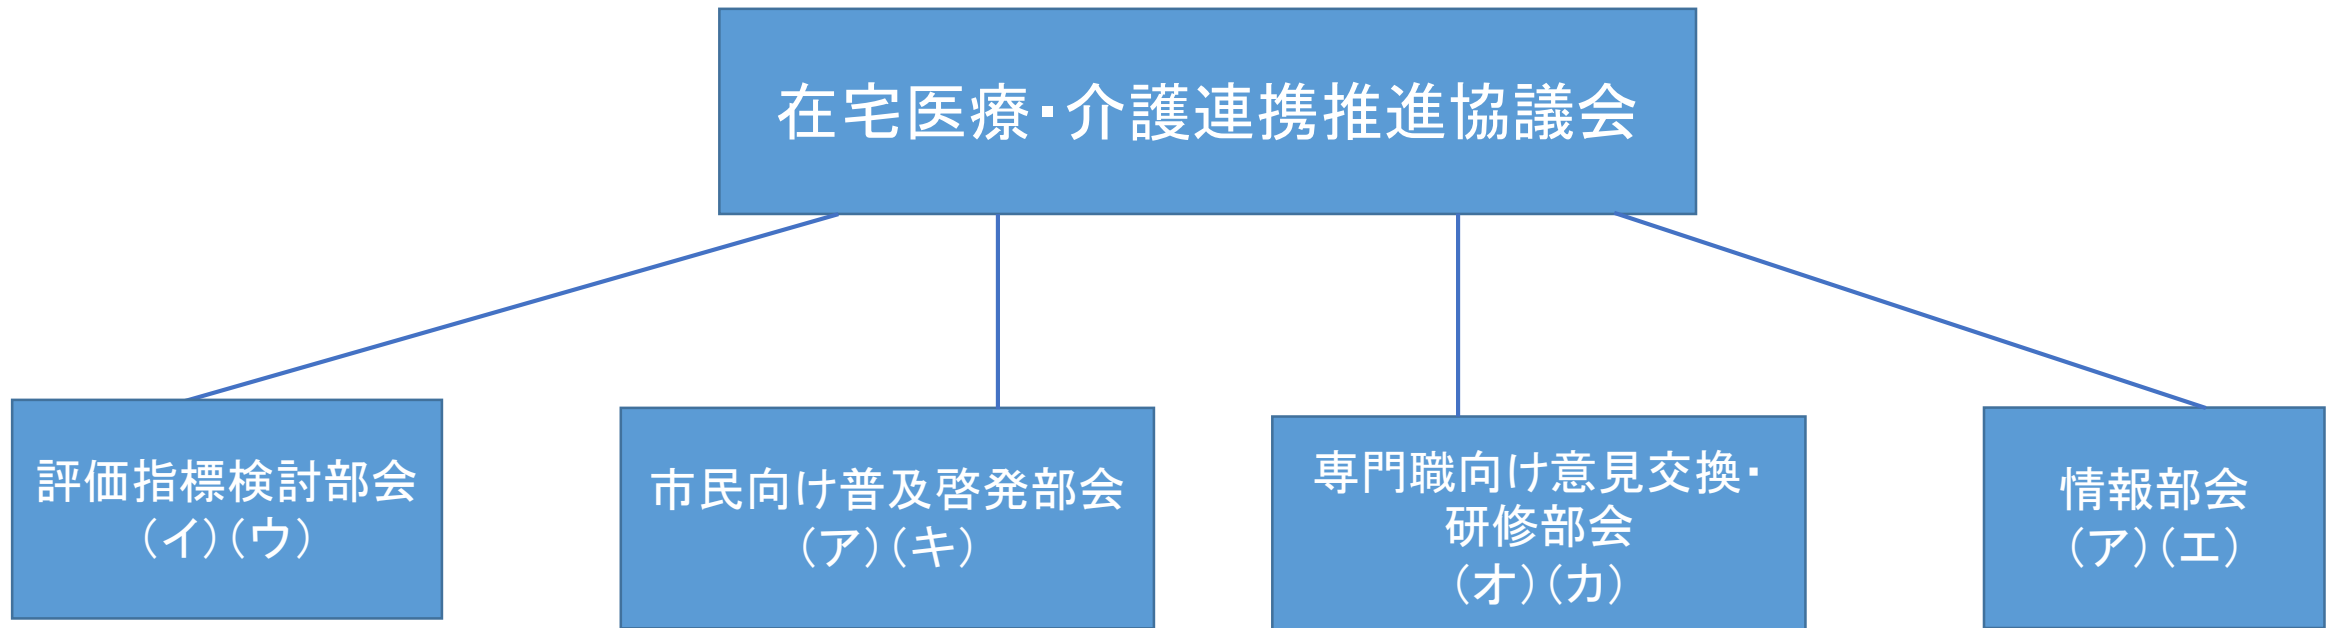 在宅医療・介護連携推進協議会
評価指標検討部会
（イ）（ウ）
市民向け普及啓発部会
（ア）（キ）
専門職向け意見交換・
研修部会
（オ）（カ）
情報部会
（ア）（エ）